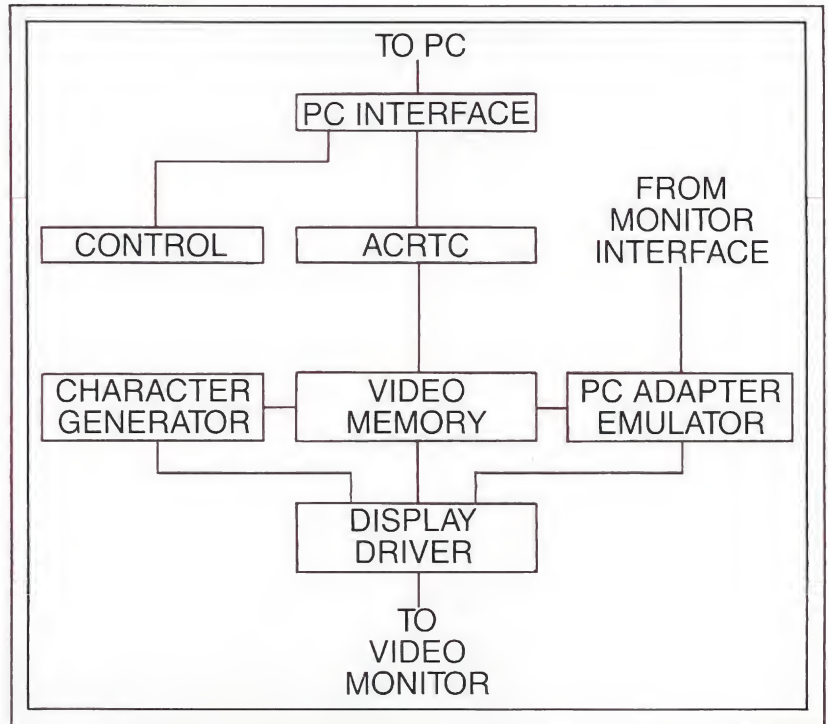 TO PC
PC INTERFACE
FROM
MONITOR
INTERFACE
CONTROL
ACRTC
CHARACTER
GENERATOR
VIDEO
MEMORY
PC ADAPTER
EMULATOR
DISPLAY
DRIVER
TO
VIDEO
MONITOR